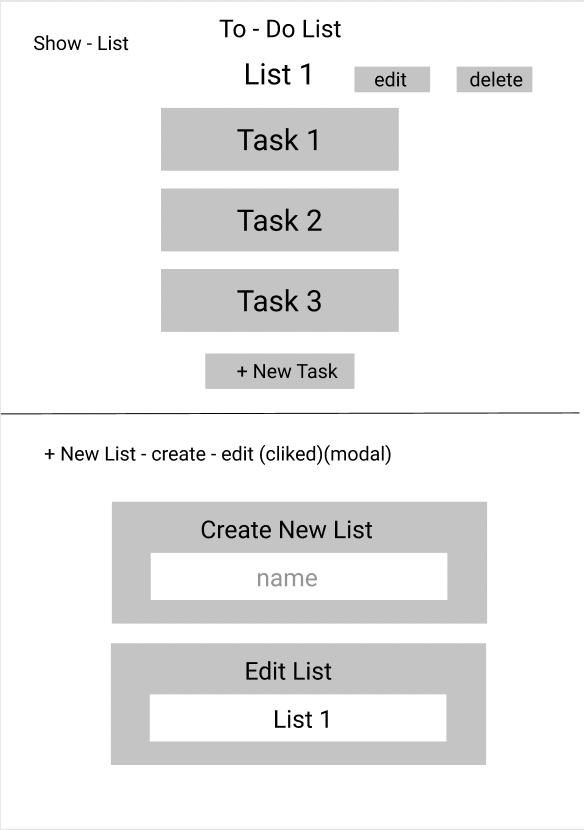 To - Do List
Show - List
List 1
edit
delete
Task 1
Task 2
Task 3
+ New Task
+ New List - create - edit (cliked)(modal)
Create New List
name
Edit List
List 1